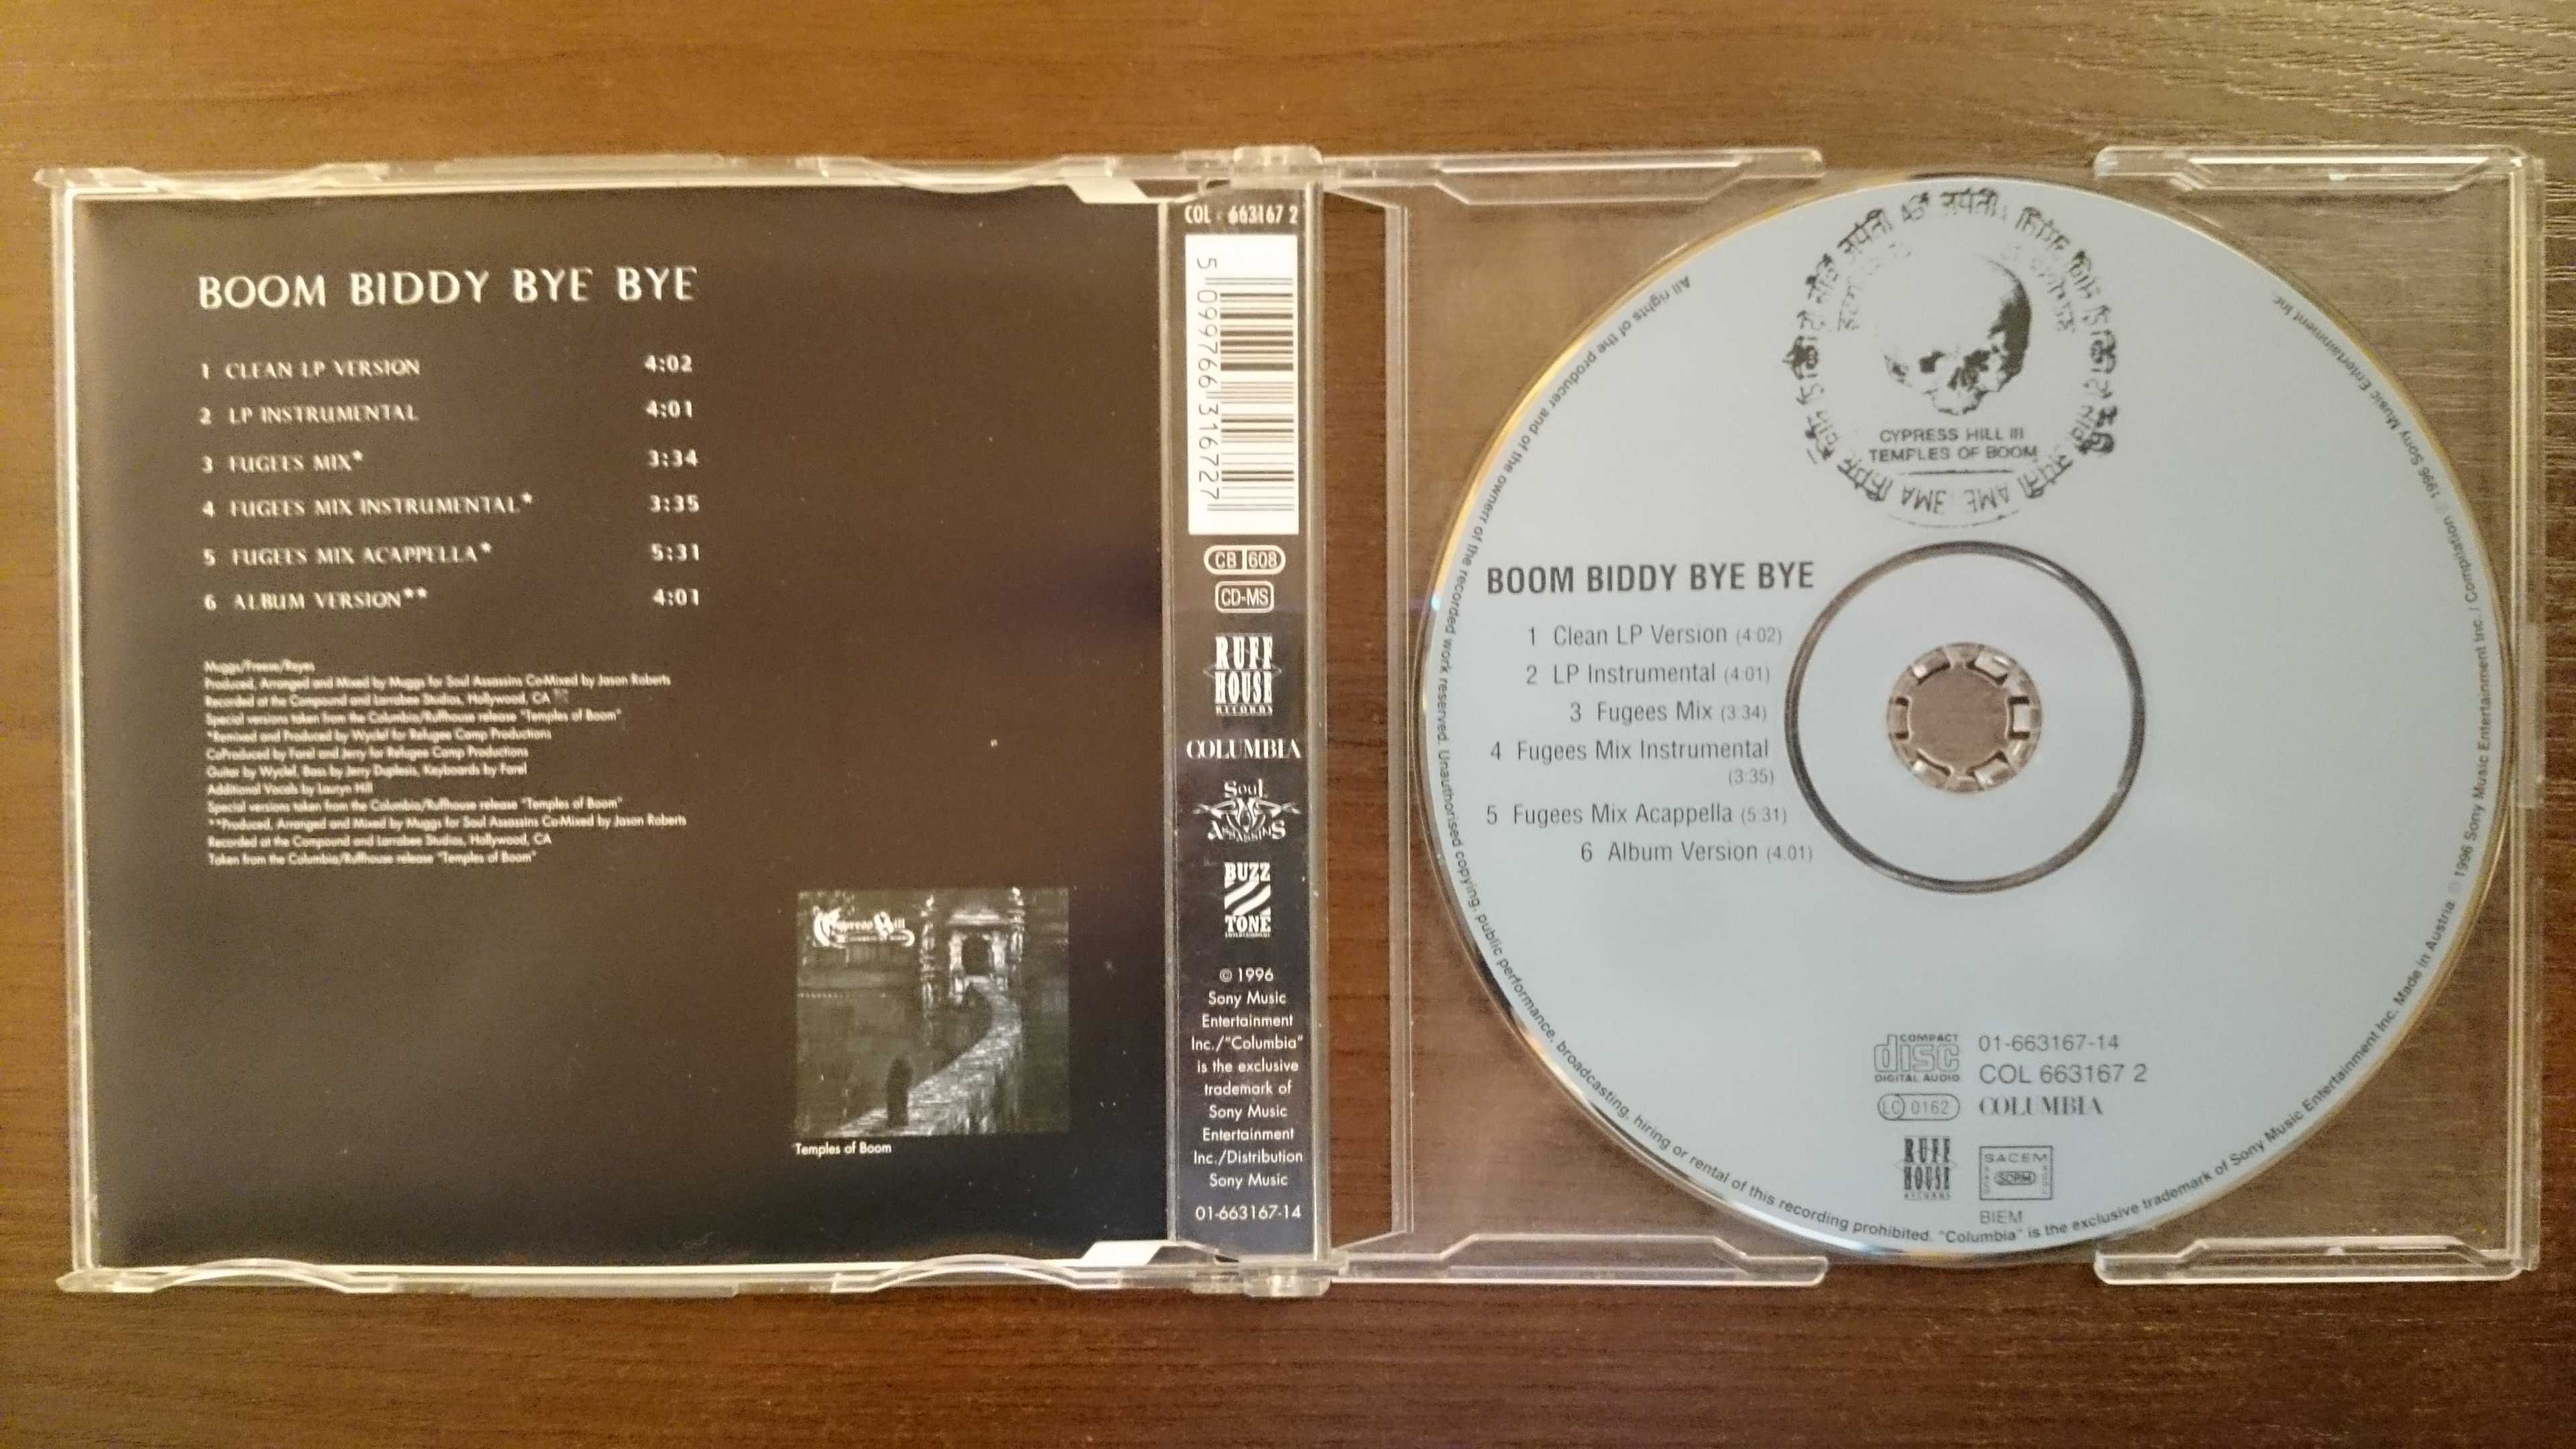 BOOM BIDDY BYE BYE
1 CLEAN LP VERSION 4:02
2 LP INSTRUMENTAL 4:01
3 FUGEES MIX* 3:34
4 FUGEES MIX INSTRUMENTAL* 3:35
5 FUGEES MIX ACAPPELLA* 5:31
6 ALBUM VERSION** 4:01
Muggs/Freese/Reyes
Produced, Arranged and Mixed by Muggs for Soul Assassins Co-Mixed by Jason Roberts
Recorded at the Compound and Larrabee Studios, Hollywood, CA
Special versions taken from the Columbia/Ruffhouse release "Temples of Boom"
*Remixed and Produced by Wyclef for Refugee Camp Productions
CoProduced by Farel and Jerry for Refugee Camp Productions
Guitar by Wyclef, Bass by Jerry Duplesis, Keyboards by Farel
Additional Vocals by Lauryn Hill
Special versions taken from the Columbia/Ruffhouse release "Temples of Boom"
**Produced, Arranged and Mixed by Muggs for Soul Assassins Co-Mixed by Jason Roberts
Recorded at the Compound and Larrabee Studios, Hollywood, CA
Taken from the Columbia/Ruffhouse release "Temples of Boom"
Cypress Hill
Temples of Boom
COL 663167 2
5 099766 316727
CB 608
CD-MS
RUFF
HOUSE
RECORDS
COLUMBIA
SOUL
ASSASSINS
BUZZ
TONE
ENTERTAINMENT
© 1996
Sony Music
Entertainment
Inc./"Columbia"
is the exclusive
trademark of
Sony Music
Entertainment
Inc./Distribution
Sony Music
01-663167-14
CYPRESS HILL III
TEMPLES OF BOOM
BOOM BIDDY BYE BYE
1 Clean LP Version (4:02)
2 LP Instrumental (4:01)
3 Fugees Mix (3:34)
4 Fugees Mix Instrumental
(3:35)
5 Fugees Mix Acappella (5:31)
6 Album Version (4:01)
COMPACT
disc
DIGITAL AUDIO
01-663167-14
COL 663167 2
LC 0162
COLUMBIA
RUFF
HOUSE
RECORDS
SACEM
SDRM
BIEM
All rights of the producer and of the ownerr of the recorded work reserved. Unauthorised copying, public performance, broadcasting, hiring or rental of this recording prohibited. "Columbia" is the exclusive trademark of Sony Music Entertainment Inc. Made in Austria ℗ 1996 Sony Music Entertainment Inc. / Compilation ℗ 1996 Sony Music Entertainment Inc.